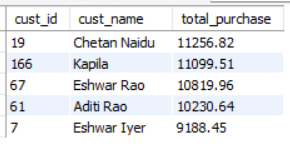 cust_id cust_name total_purchase
19 Chetan Naidu 11256.82
166 Kapila 11099.51
67 Eshwar Rao 10819.96
61 Aditi Rao 10230.64
7 Eshwar Iyer 9188.45